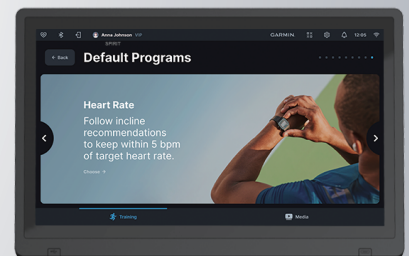 Anna Johnson VIP
GARMIN
12:05
SPIRIT
← Back
Default Programs
Heart Rate
Follow incline
recommendations
to keep within 5 bpm
of target heart rate.
Choose →
Training
Media